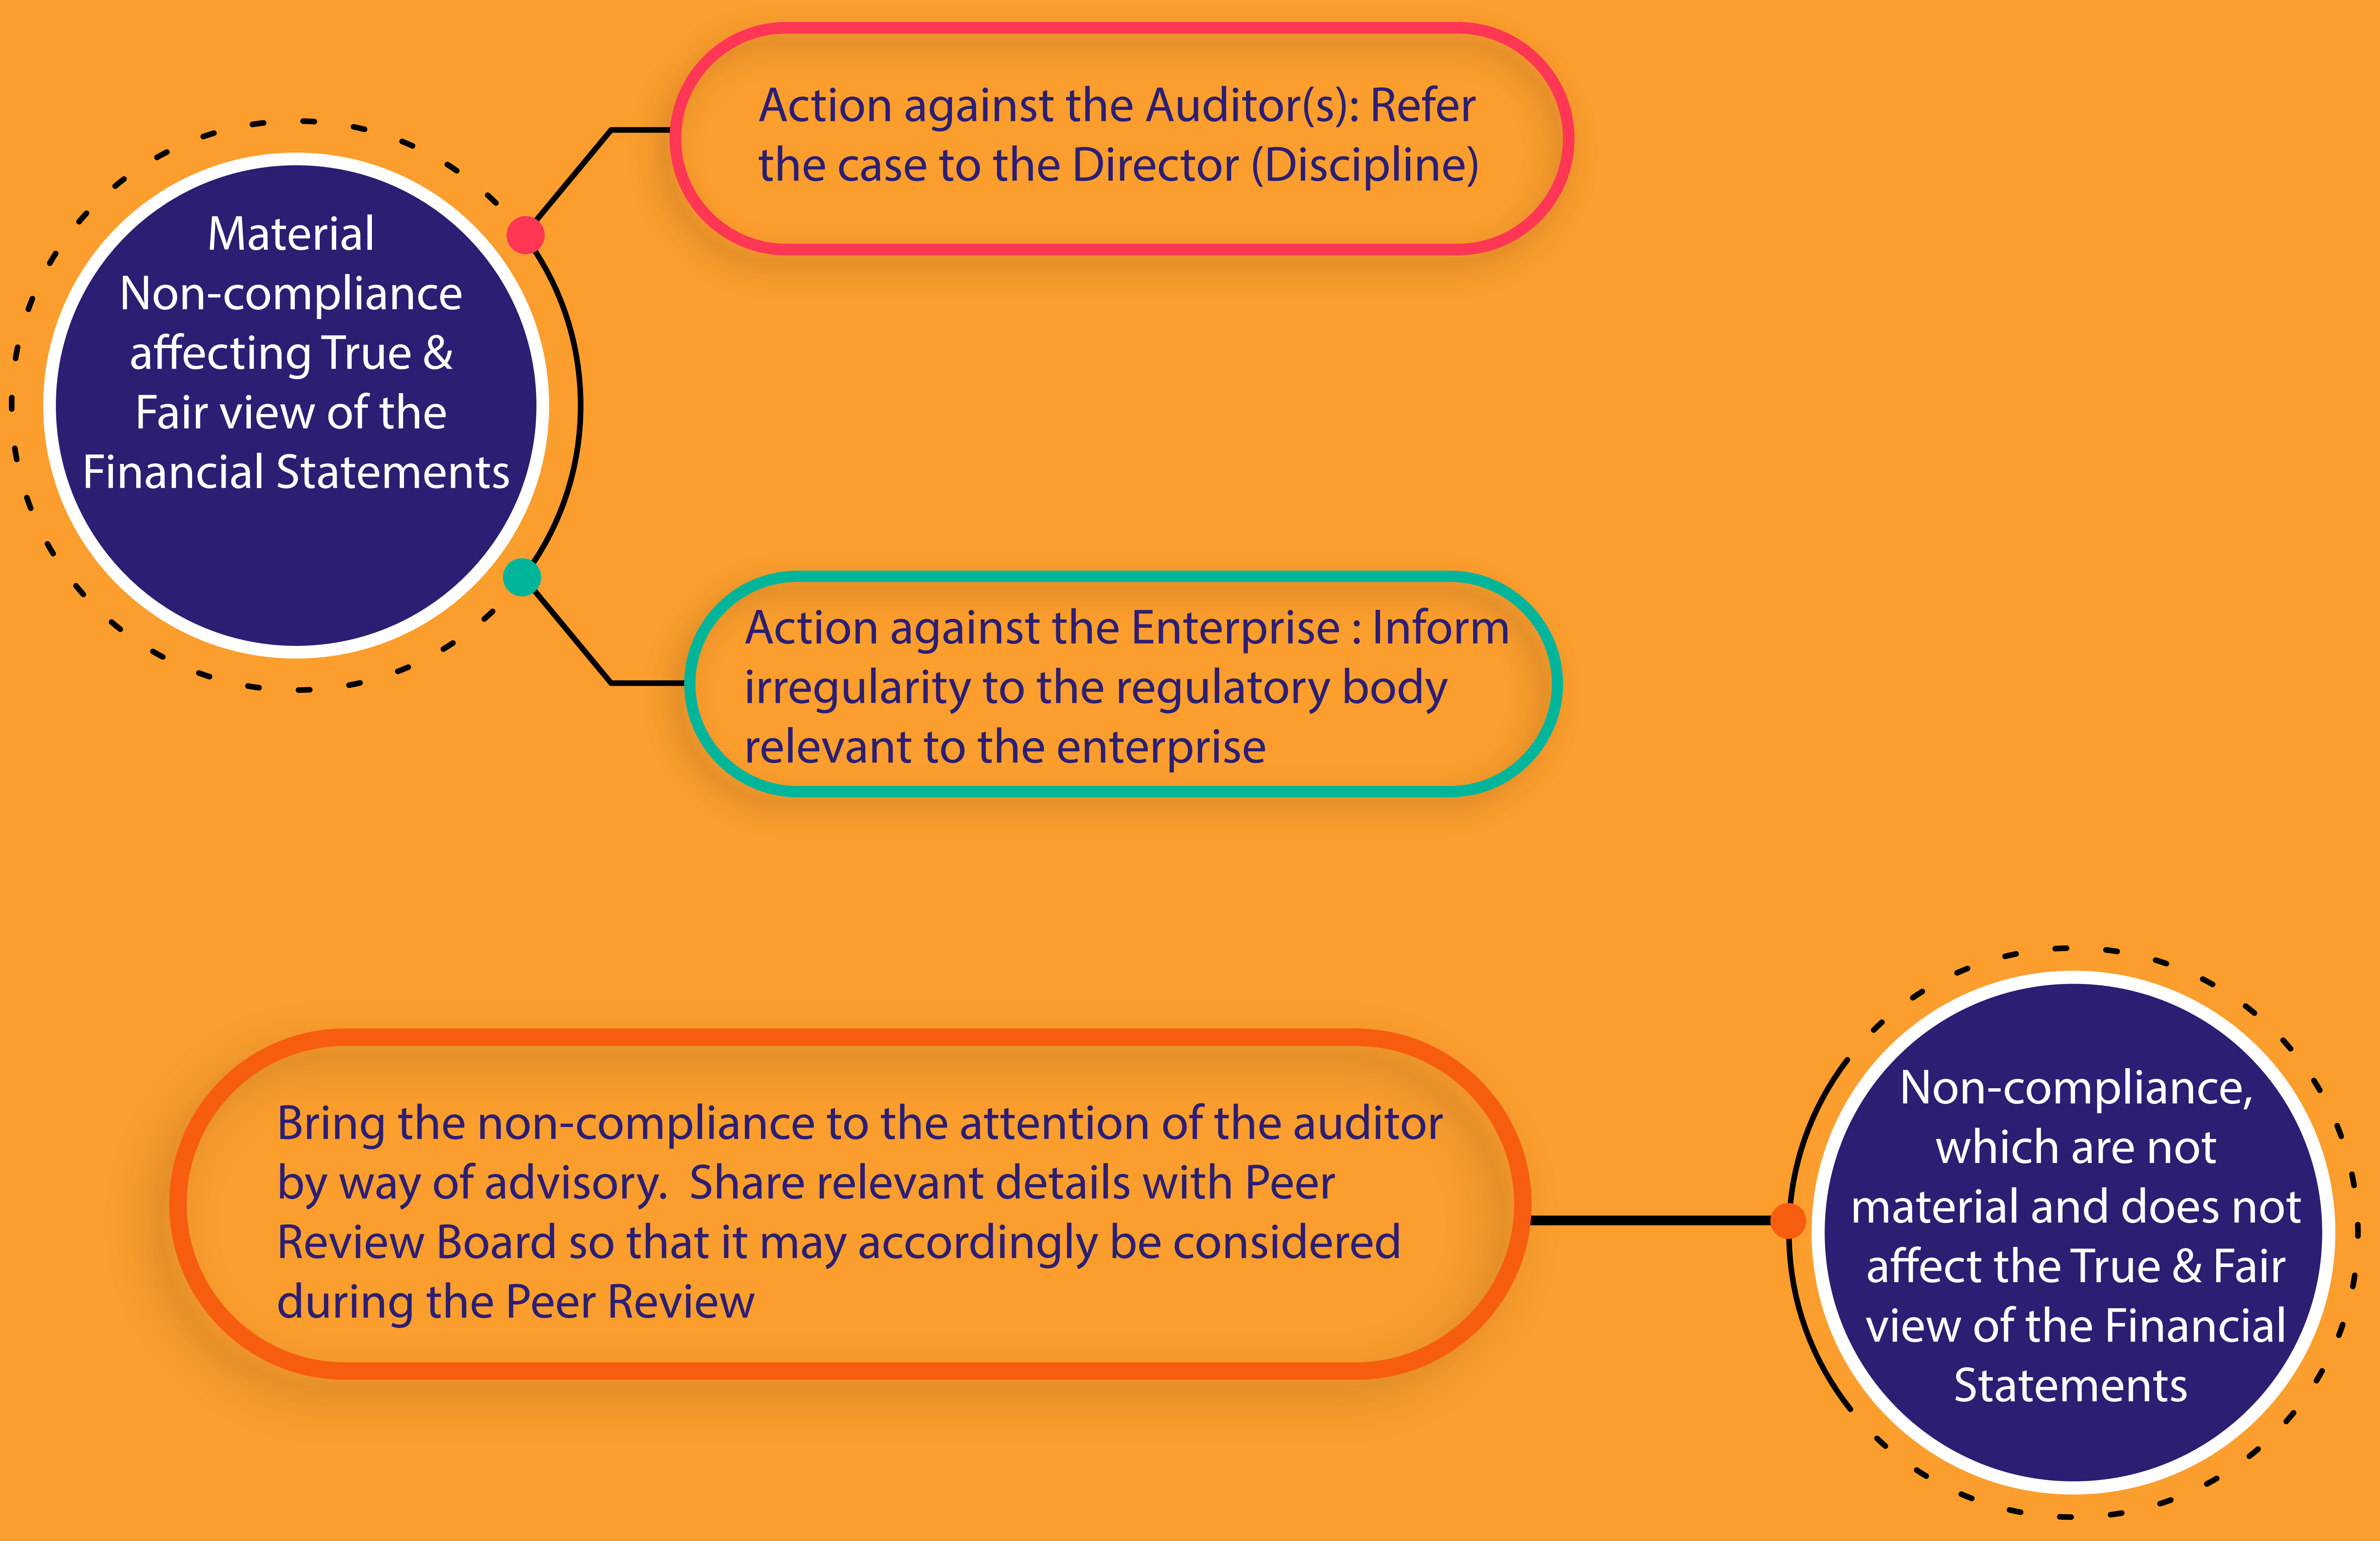 Action against the Auditor(s): Refer
the case to the Director (Discipline)
Material
Non-compliance
affecting True &
Fair view of the
Financial Statements
Action against the Enterprise : Inform
irregularity to the regulatory body
relevant to the enterprise
Bring the non-compliance to the attention of the auditor
by way of advisory.  Share relevant details with Peer
Review Board so that it may accordingly be considered
during the Peer Review
Non-compliance,
which are not
material and does not
affect the True & Fair
view of the Financial
Statements